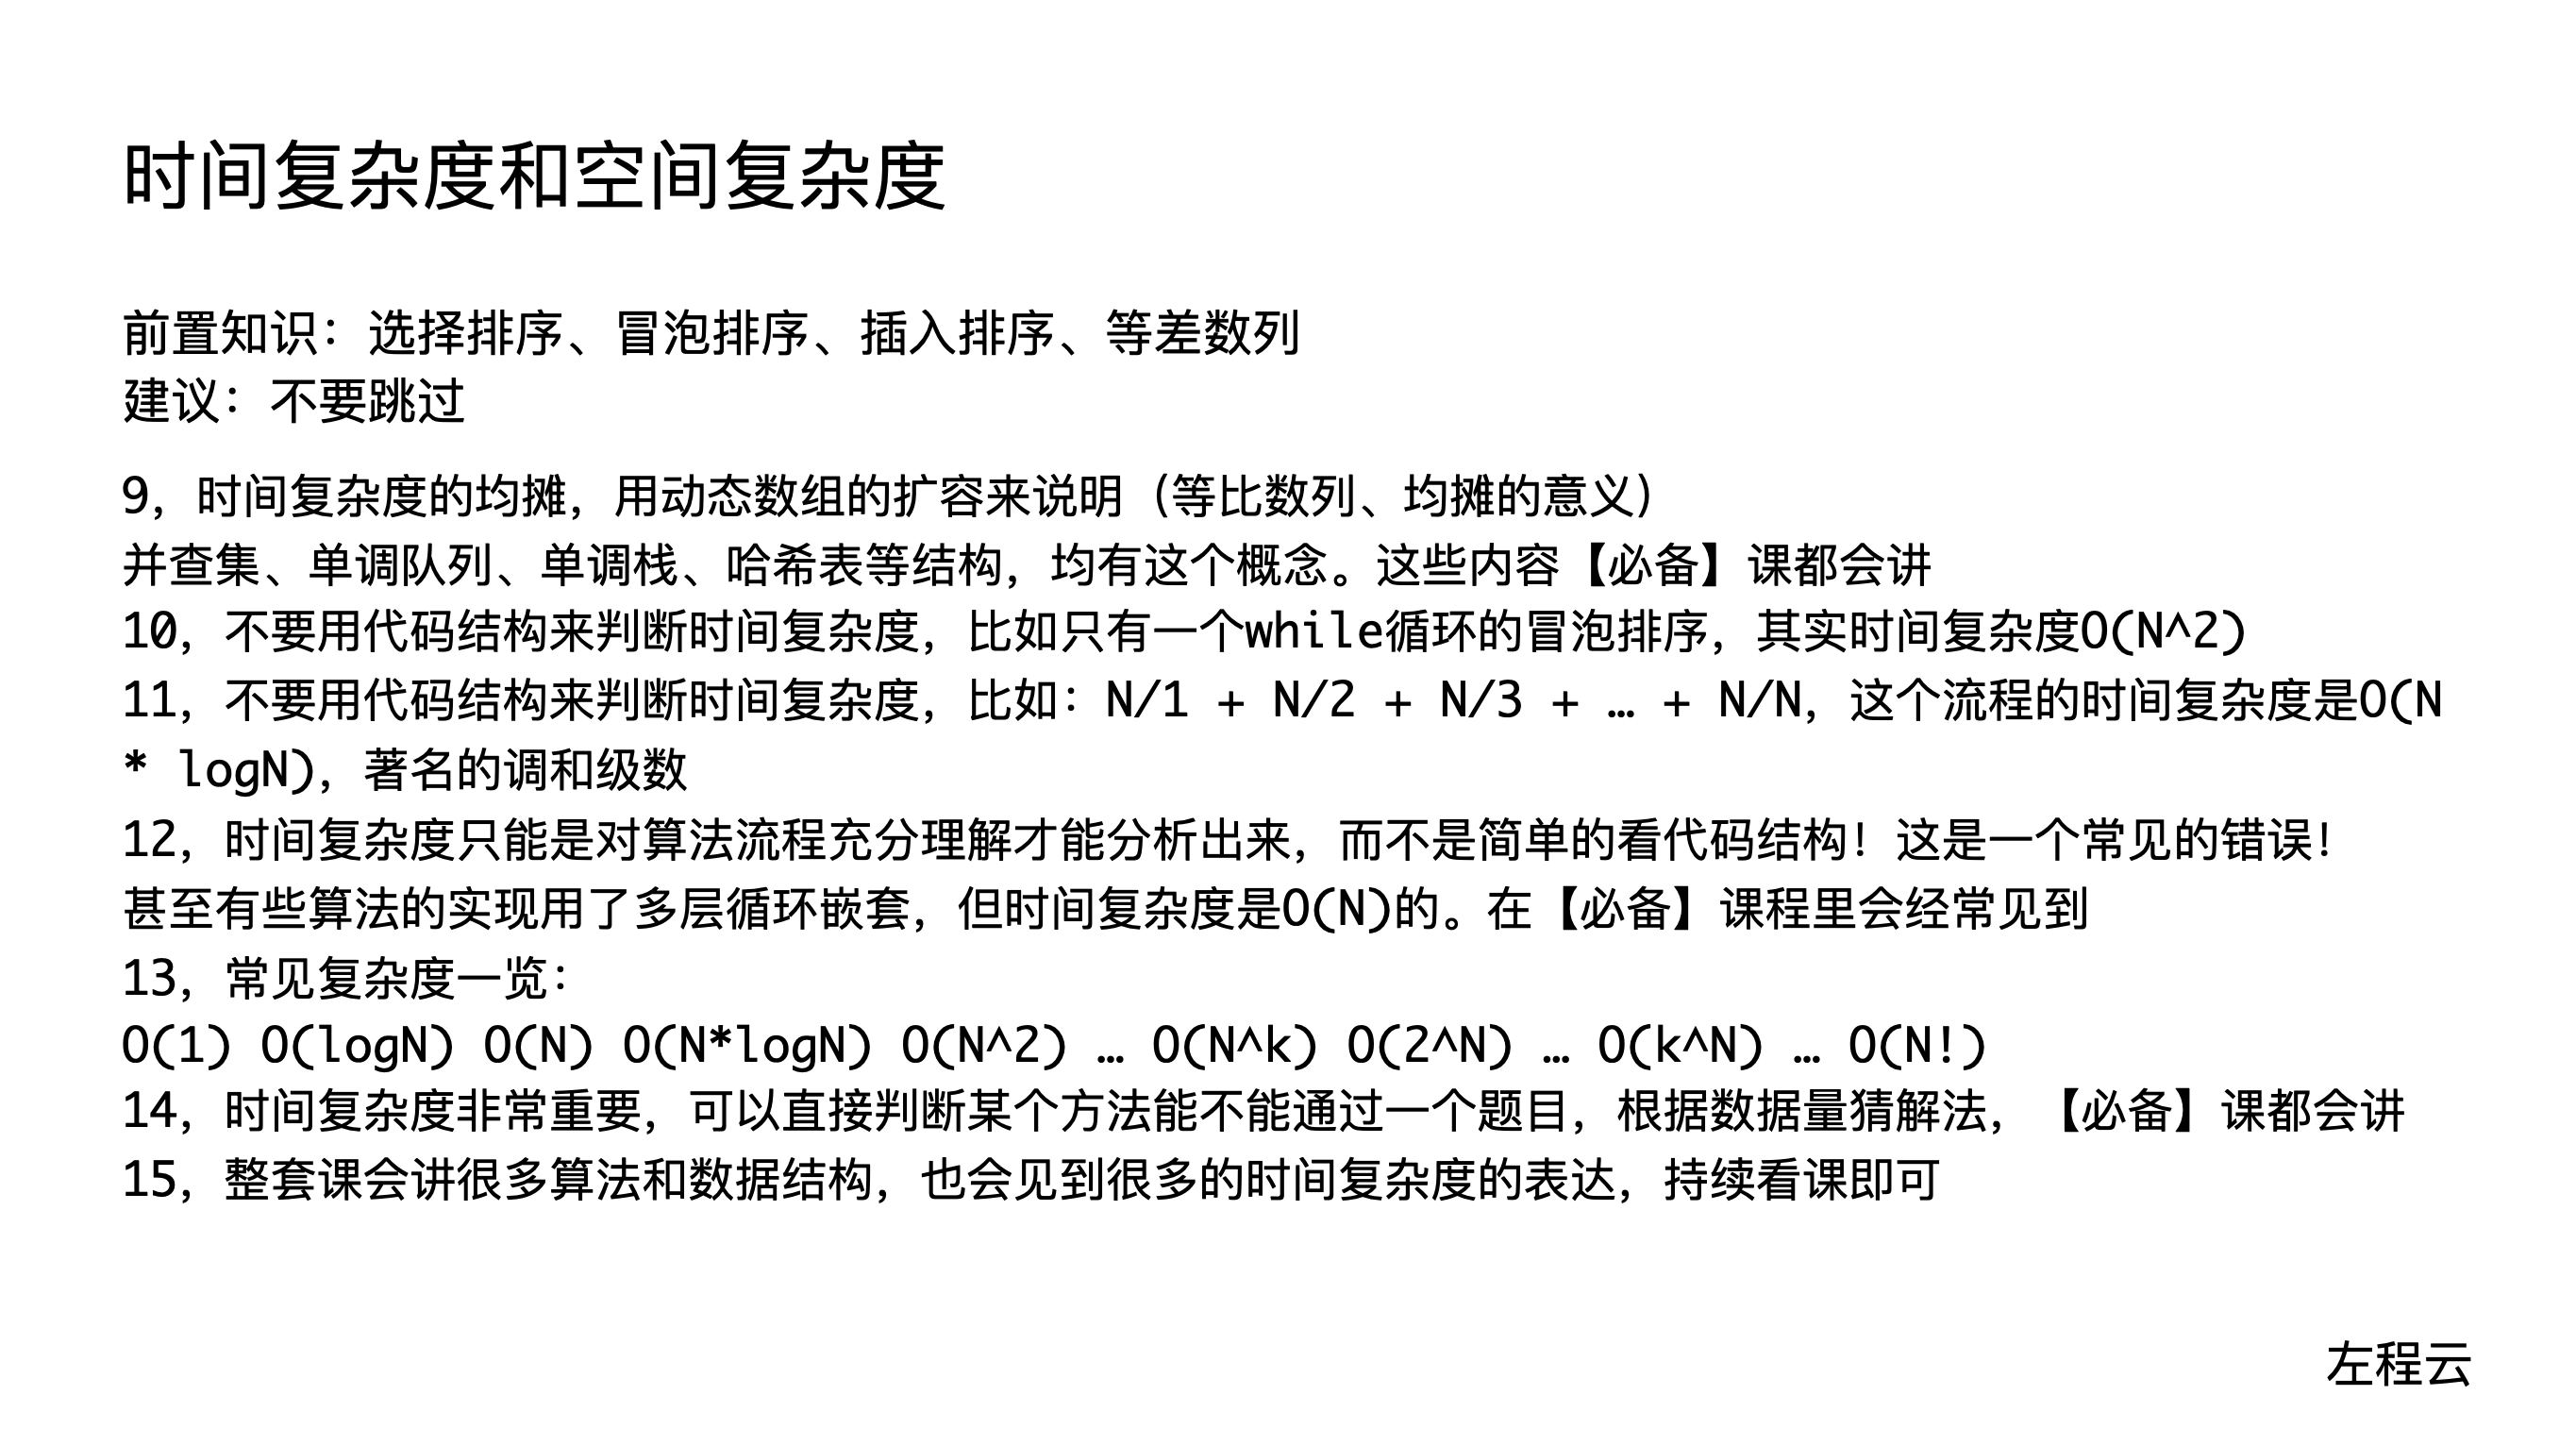 时间复杂度和空间复杂度
前置知识：选择排序、冒泡排序、插入排序、等差数列
建议：不要跳过
9，时间复杂度的均摊，用动态数组的扩容来说明（等比数列、均摊的意义）
并查集、单调队列、单调栈、哈希表等结构，均有这个概念。这些内容【必备】课都会讲
10，不要用代码结构来判断时间复杂度，比如只有一个while循环的冒泡排序，其实时间复杂度O(N^2)
11，不要用代码结构来判断时间复杂度，比如：N/1 + N/2 + N/3 + … + N/N，这个流程的时间复杂度是O(N
* logN)，著名的调和级数
12，时间复杂度只能是对算法流程充分理解才能分析出来，而不是简单的看代码结构！这是一个常见的错误！
甚至有些算法的实现用了多层循环嵌套，但时间复杂度是O(N)的。在【必备】课程里会经常见到
13，常见复杂度一览：
O(1) O(logN) O(N) O(N*logN) O(N^2) … O(N^k) O(2^N) … O(k^N) … O(N!)
14，时间复杂度非常重要，可以直接判断某个方法能不能通过一个题目，根据数据量猜解法，【必备】课都会讲
15，整套课会讲很多算法和数据结构，也会见到很多的时间复杂度的表达，持续看课即可
左程云